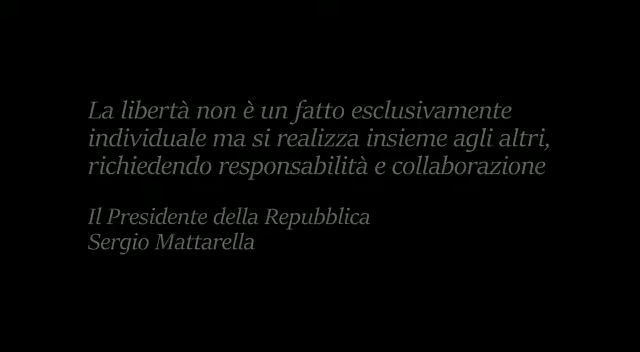 La libertà non è un fatto esclusivamente
individuale ma si realizza insieme agli altri,
richiedendo responsabilità e collaborazione
Il Presidente della Repubblica
Sergio Mattarella